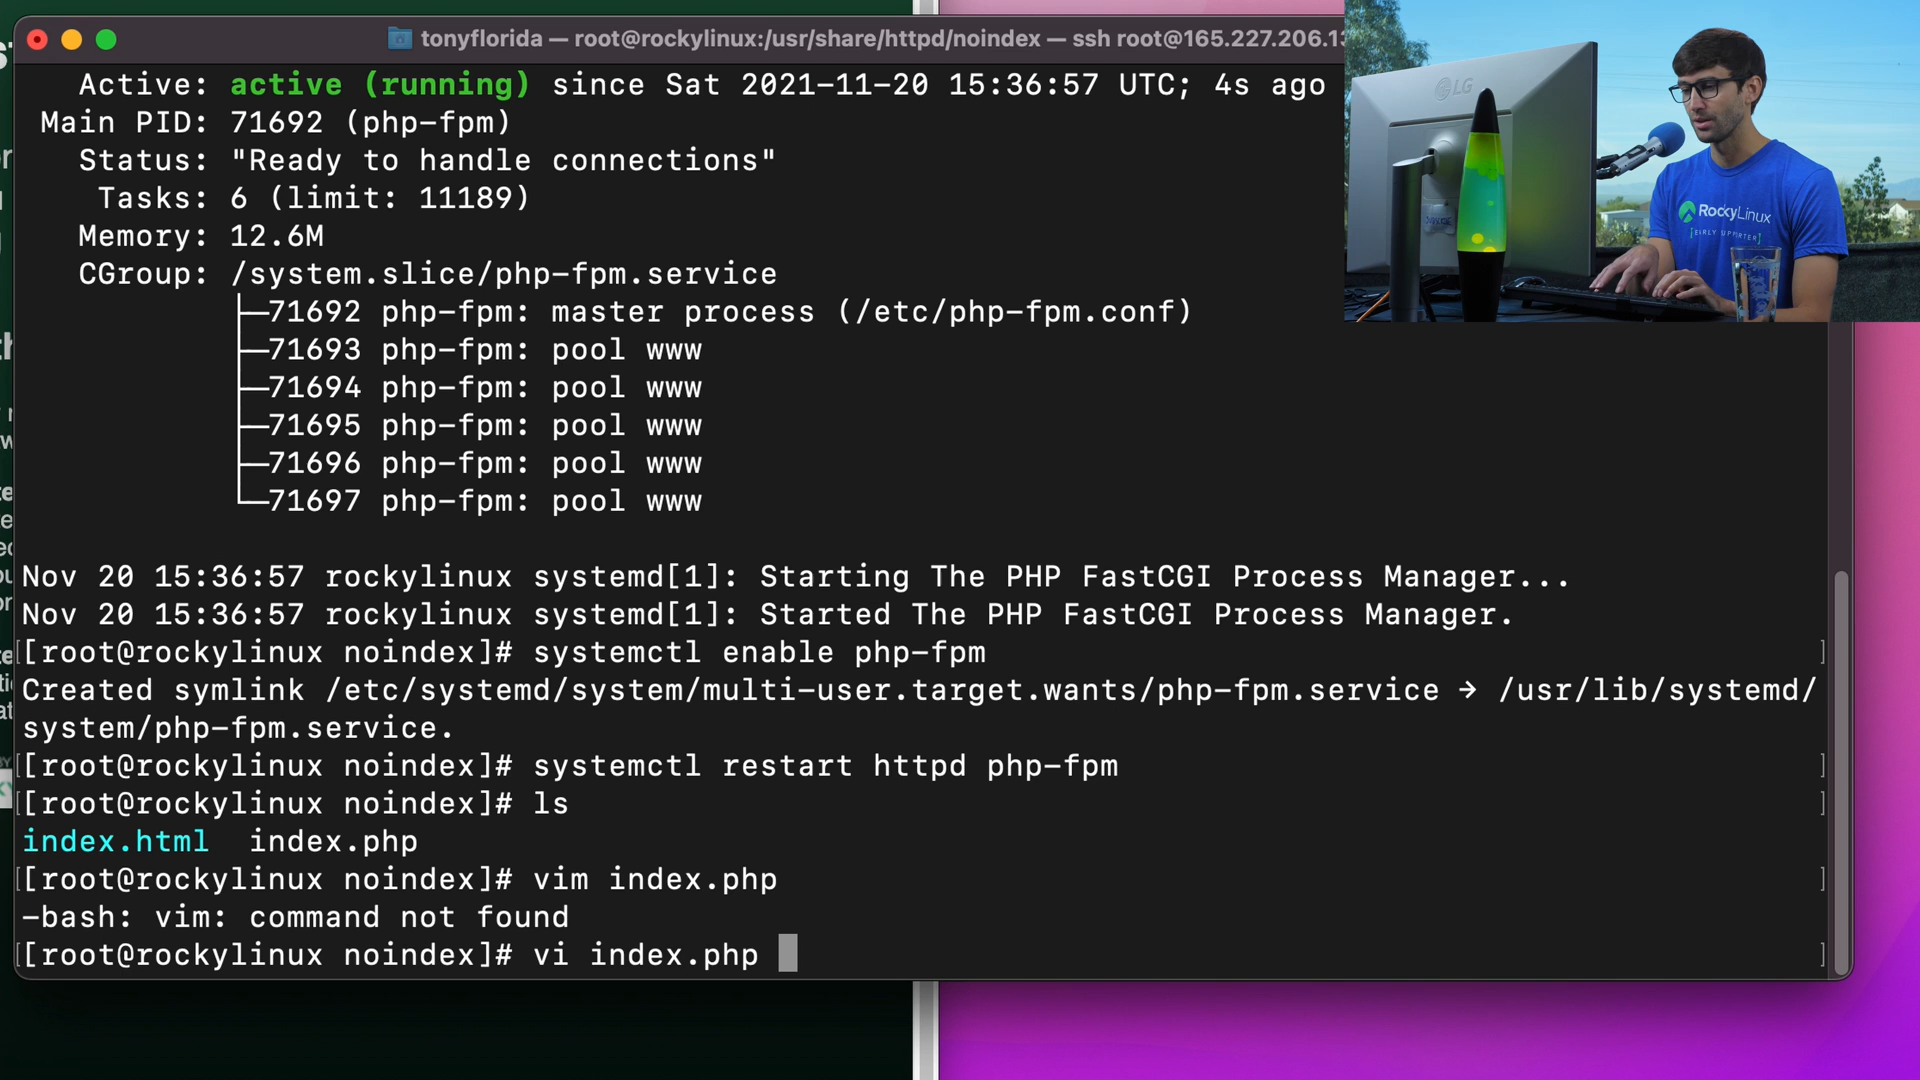 tonyflorida — root@rockylinux:/usr/share/httpd/noindex — ssh root@165.227.206.13
Active: active (running) since Sat 2021-11-20 15:36:57 UTC; 4s ago
Main PID: 71692 (php-fpm)
Status: "Ready to handle connections"
Tasks: 6 (limit: 11189)
Memory: 12.6M
CGroup: /system.slice/php-fpm.service
├─71692 php-fpm: master process (/etc/php-fpm.conf)
├─71693 php-fpm: pool www
├─71694 php-fpm: pool www
├─71695 php-fpm: pool www
├─71696 php-fpm: pool www
└─71697 php-fpm: pool www
Nov 20 15:36:57 rockylinux systemd[1]: Starting The PHP FastCGI Process Manager...
Nov 20 15:36:57 rockylinux systemd[1]: Started The PHP FastCGI Process Manager.
[[root@rockylinux noindex]# systemctl enable php-fpm ]
Created symlink /etc/systemd/system/multi-user.target.wants/php-fpm.service → /usr/lib/systemd/
system/php-fpm.service.
[[root@rockylinux noindex]# systemctl restart httpd php-fpm ]
[[root@rockylinux noindex]# ls ]
index.html index.php
[[root@rockylinux noindex]# vim index.php ]
-bash: vim: command not found
[[root@rockylinux noindex]# vi index.php ]
LG
RockyLinux
[EARLY SUPPORTER]